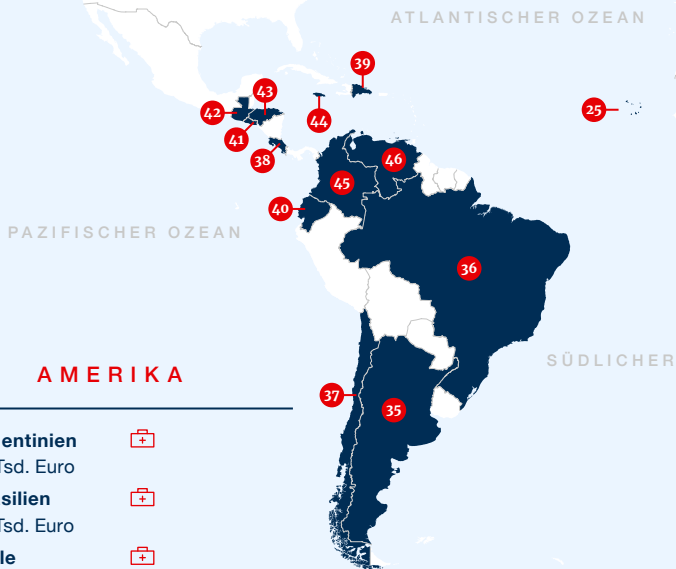 ATLANTISCHER OZEAN
39
43
25
42
44
41
38
46
45
40
PAZIFISCHER OZEAN
36
SÜDLICHER
AMERIKA
37
35
entinien
Tsd. Euro
silien
Tsd. Euro
le